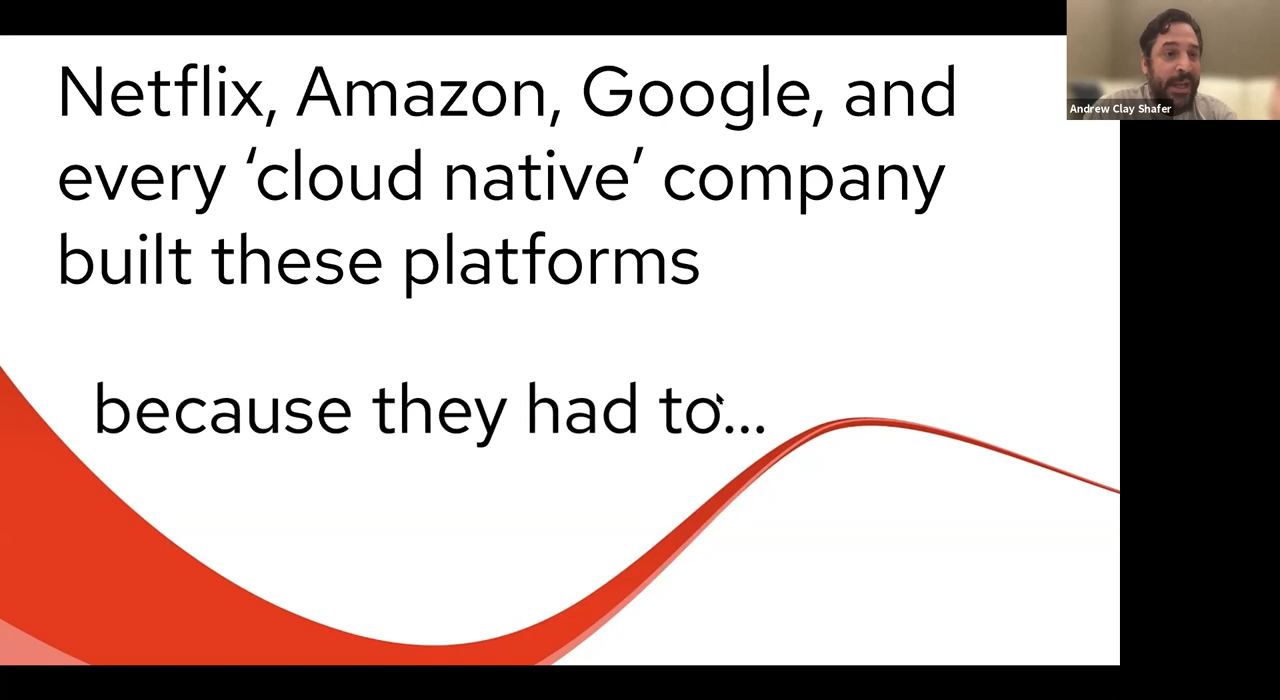 Netflix, Amazon, Google, and
every ‘cloud native’ company
built these platforms
because they had to...
Andrew Clay Shafer